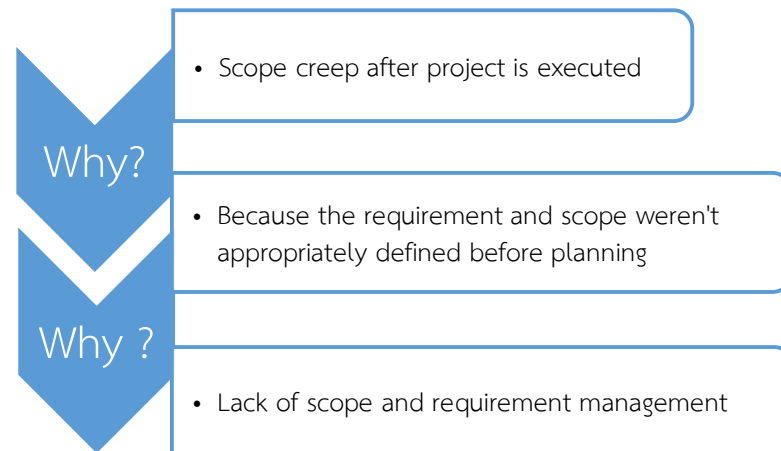 • Scope creep after project is executed
Why?
• Because the requirement and scope weren't
appropriately defined before planning
Why ?
• Lack of scope and requirement management